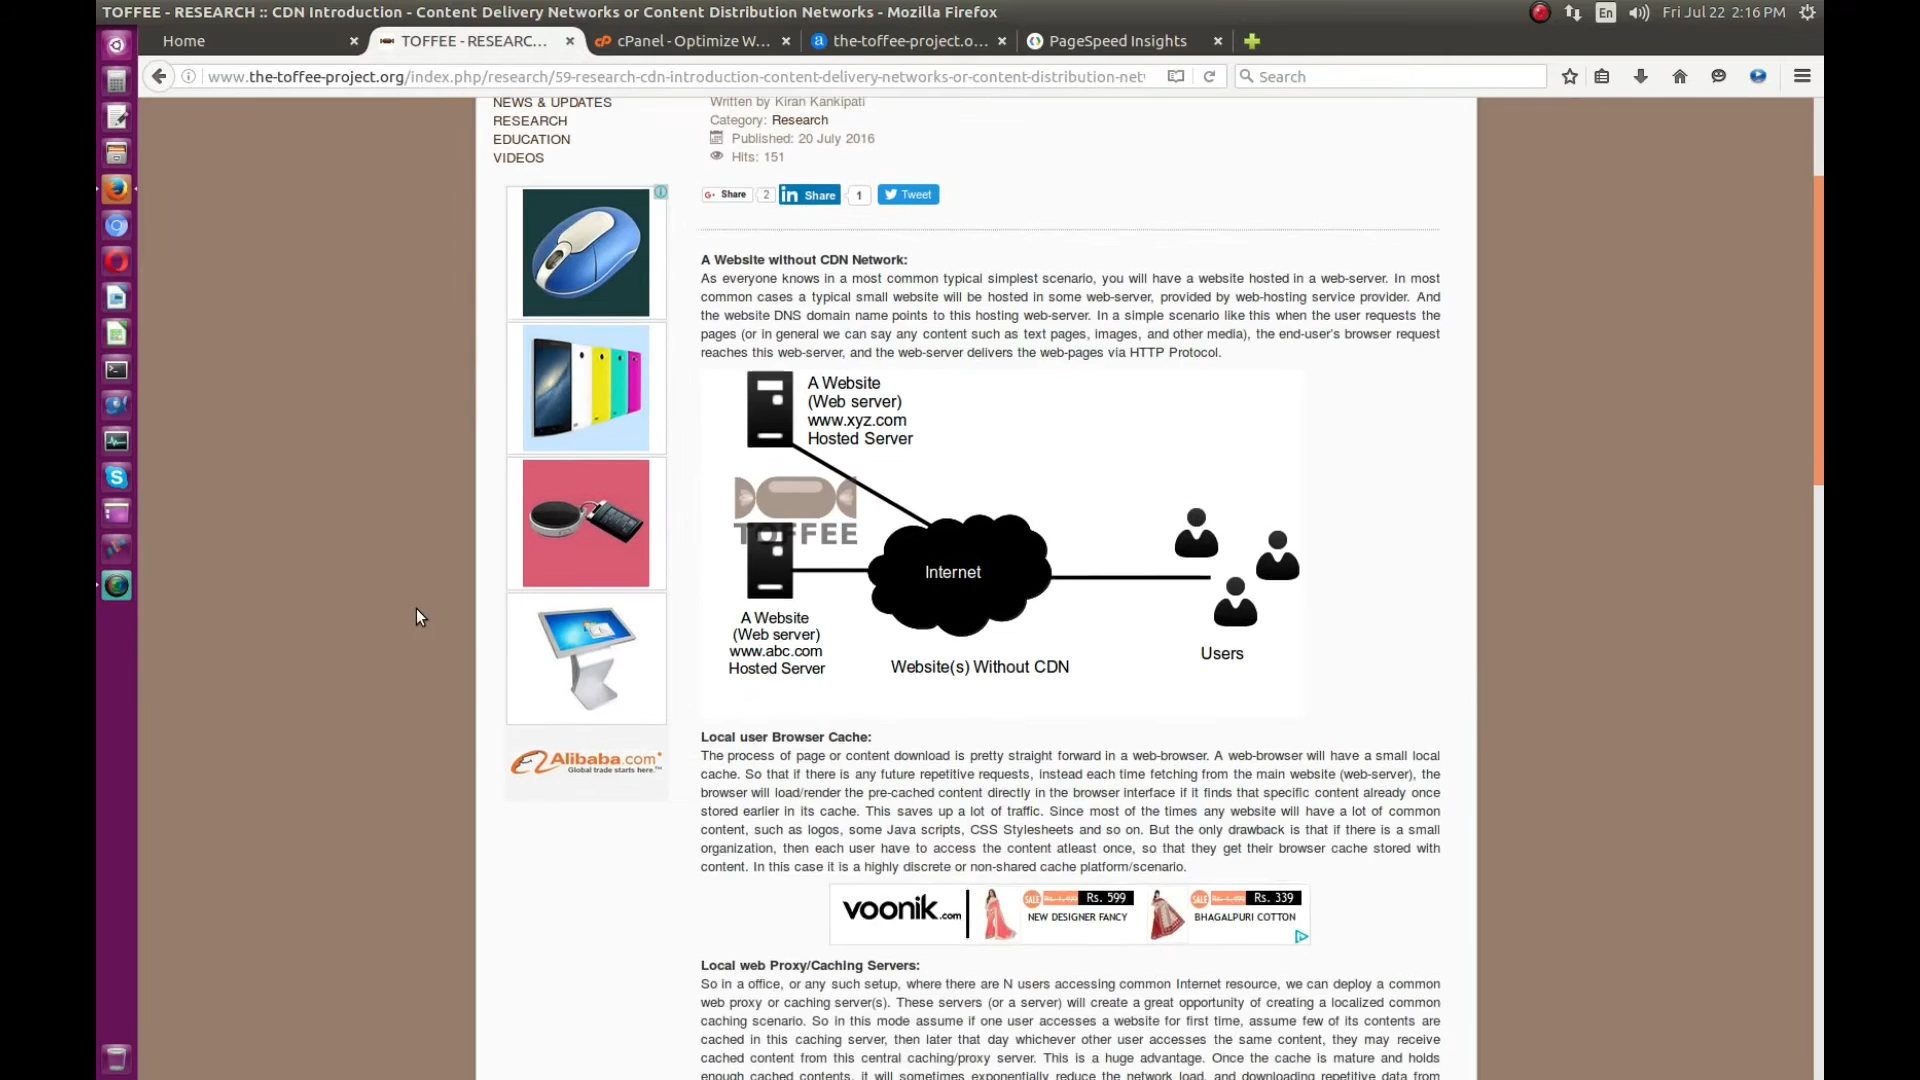 TOFFEE - RESEARCH :: CDN Introduction - Content Delivery Networks or Content Distribution Networks - Mozilla Firefox
En
Fri Jul 22 2:16 PM
Home
TOFFEE - RESEARC...
cPanel - Optimize W...
the-toffee-project.o...
PageSpeed Insights
www.the-toffee-project.org/index.php/research/59-research-cdn-introduction-content-delivery-networks-or-content-distribution-net
Search
NEWS & UPDATES
RESEARCH
EDUCATION
VIDEOS
Written by Kiran Kankipati
Category: Research
Published: 20 July 2016
Hits: 151
G+ Share 2
in Share 1
Tweet
A Website without CDN Network:
As everyone knows in a most common typical simplest scenario, you will have a website hosted in a web-server. In most
common cases a typical small website will be hosted in some web-server, provided by web-hosting service provider. And
the website DNS domain name points to this hosting web-server. In a simple scenario like this when the user requests the
pages (or in general we can say any content such as text pages, images, and other media), the end-user's browser request
reaches this web-server, and the web-server delivers the web-pages via HTTP Protocol.
A Website
(Web server)
www.xyz.com
Hosted Server
TOFFEE
Internet
A Website
(Web server)
www.abc.com
Hosted Server
Website(s) Without CDN
Users
Alibaba.com
Global trade starts here.™
Local user Browser Cache:
The process of page or content download is pretty straight forward in a web-browser. A web-browser will have a small local
cache. So that if there is any future repetitive requests, instead each time fetching from the main website (web-server), the
browser will load/render the pre-cached content directly in the browser interface if it finds that specific content already once
stored earlier in its cache. This saves up a lot of traffic. Since most of the times any website will have a lot of common
content, such as logos, some Java scripts, CSS Stylesheets and so on. But the only drawback is that if there is a small
organization, then each user have to access the content atleast once, so that they get their browser cache stored with
content. In this case it is a highly discrete or non-shared cache platform/scenario.
voonik.com
SALE
Rs. 599
NEW DESIGNER FANCY
SALE
Rs. 339
BHAGALPURI COTTON
Local web Proxy/Caching Servers:
So in a office, or any such setup, where there are N users accessing common Internet resource, we can deploy a common
web proxy or caching server(s). These servers (or a server) will create a great opportunity of creating a localized common
caching scenario. So in this mode assume if one user accesses a website for first time, assume few of its contents are
cached in this caching server, then later that day whichever other user accesses the same content, they may receive
cached content from this central caching/proxy server. This is a huge advantage. Once the cache is mature and holds
enough cached contents, it will sometimes exponentially reduce the network load, and downloading repetitive data from